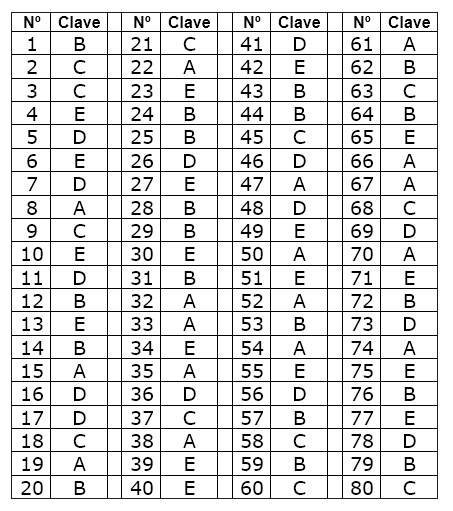 Nº Clave Nº Clave Nº Clave Nº Clave
1 B 21 C 41 D 61 A
2 C 22 A 42 E 62 B
3 C 23 E 43 B 63 C
4 E 24 B 44 B 64 B
5 D 25 B 45 C 65 E
6 E 26 D 46 D 66 A
7 D 27 E 47 A 67 A
8 A 28 B 48 D 68 C
9 C 29 B 49 E 69 D
10 E 30 E 50 A 70 A
11 D 31 B 51 E 71 E
12 B 32 A 52 A 72 B
13 E 33 A 53 B 73 D
14 B 34 E 54 A 74 A
15 A 35 A 55 E 75 E
16 D 36 D 56 D 76 B
17 D 37 C 57 B 77 E
18 C 38 A 58 C 78 D
19 A 39 E 59 B 79 B
20 B 40 E 60 C 80 C